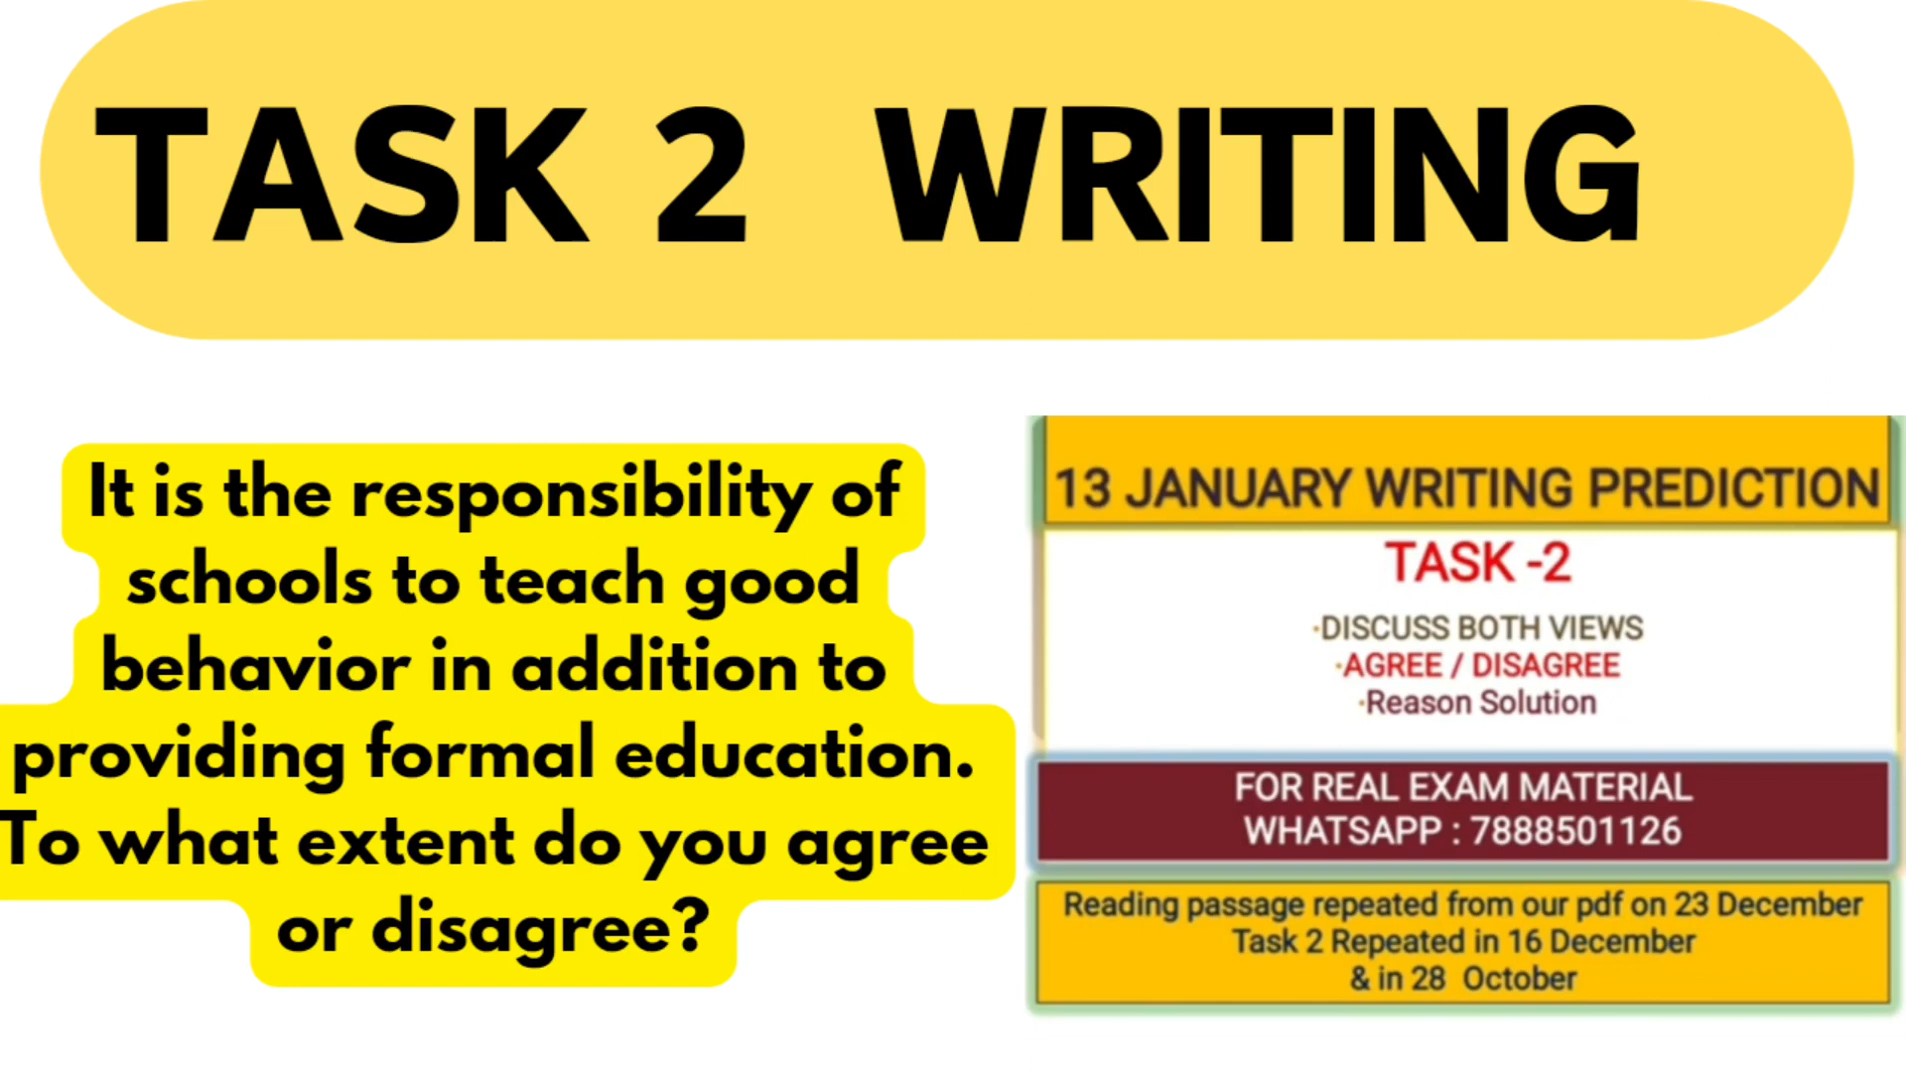 TASK 2 WRITING
It is the responsibility of
schools to teach good
behavior in addition to
providing formal education.
To what extent do you agree
or disagree?
13 JANUARY WRITING PREDICTION
TASK -2
·DISCUSS BOTH VIEWS
·AGREE / DISAGREE
·Reason Solution
FOR REAL EXAM MATERIAL
WHATSAPP : 7888501126
Reading passage repeated from our pdf on 23 December
Task 2 Repeated in 16 December
& in 28 October